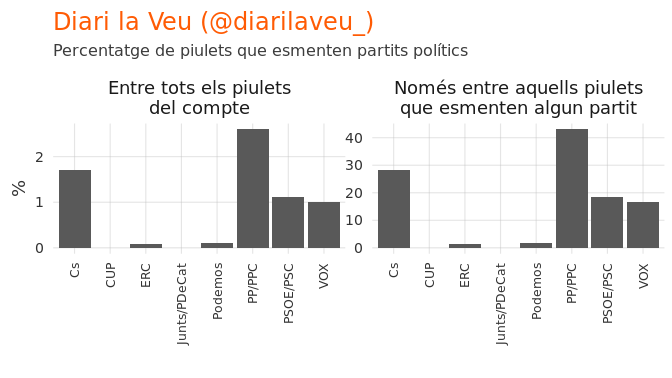 Diari la Veu (@diarilaveu_)
Percentatge de piulets que esmenten partits polítics
Entre tots els piulets
del compte
Només entre aquells piulets
que esmenten algun partit
%
2
1
0
40
30
20
10
0
Cs
CUP
ERC
Junts/PDeCat
Podemos
PP/PPC
PSOE/PSC
VOX
Cs
CUP
ERC
Junts/PDeCat
Podemos
PP/PPC
PSOE/PSC
VOX